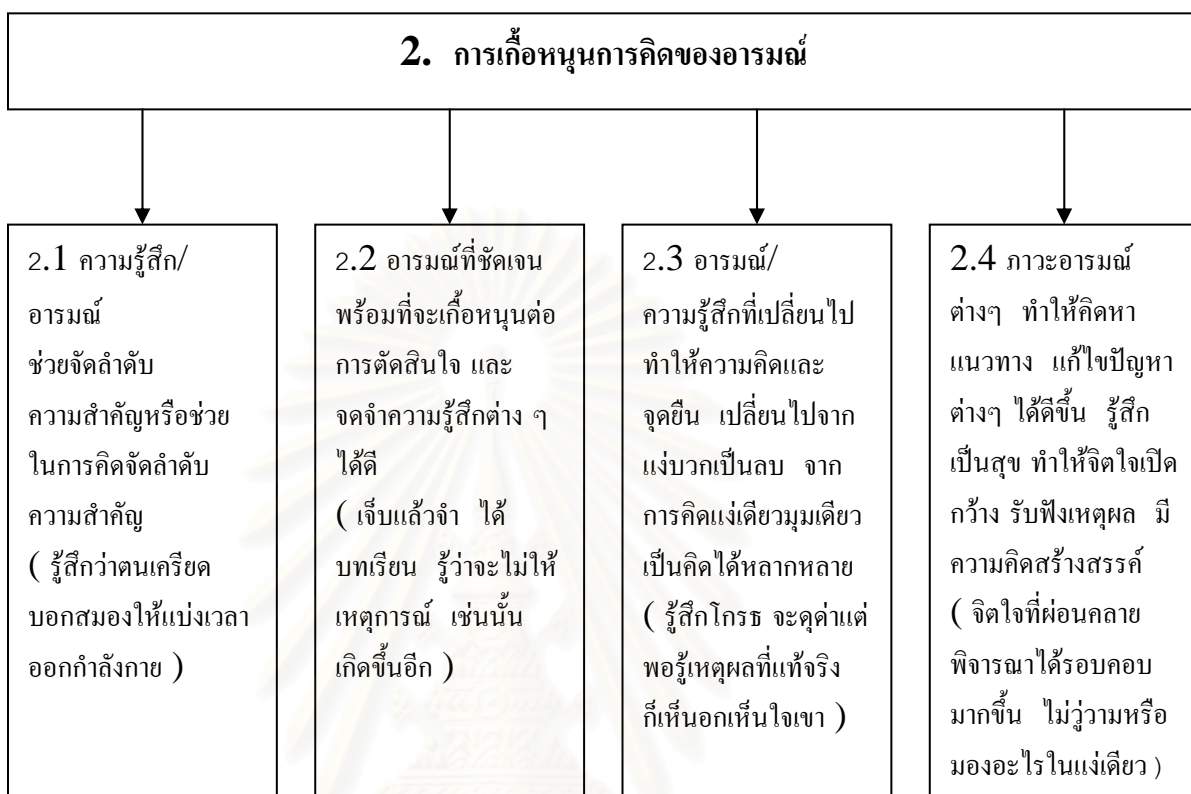 2. การเกื้อหนุนการคิดของอารมณ์
2.1 ความรู้สึก/
อารมณ์
ช่วยจัดลำดับ
ความสำคัญหรือช่วย
ในการคิดจัดลำดับ
ความสำคัญ
( รู้สึกว่าตนเครียด
บอกสมองให้แบ่งเวลา
ออกกำลังกาย )
2.2 อารมณ์ที่ชัดเจน
พร้อมที่จะเกื้อหนุนต่อ
การตัดสินใจ และ
จดจำความรู้สึกต่าง ๆ
ได้ดี
( เจ็บแล้วจำ ได้
บทเรียน รู้ว่าจะไม่ให้
เหตุการณ์ เช่นนั้น
เกิดขึ้นอีก )
2.3 อารมณ์/
ความรู้สึกที่เปลี่ยนไป
ทำให้ความคิดและ
จุดยืน เปลี่ยนไปจาก
แง่บวกเป็นลบ จาก
การคิดแง่เดียวมุมเดียว
เป็นคิดได้หลากหลาย
( รู้สึกโกรธ จะดุด่าแต่
พอรู้เหตุผลที่แท้จริง
ก็เห็นอกเห็นใจเขา )
2.4 ภาวะอารมณ์
ต่างๆ ทำให้คิดหา
แนวทาง แก้ไขปัญหา
ต่างๆ ได้ดีขึ้น รู้สึก
เป็นสุข ทำให้จิตใจเปิด
กว้าง รับฟังเหตุผล มี
ความคิดสร้างสรรค์
( จิตใจที่ผ่อนคลาย
พิจารณาได้รอบคอบ
มากขึ้น ไม่วู่วามหรือ
มองอะไรในแง่เดียว )